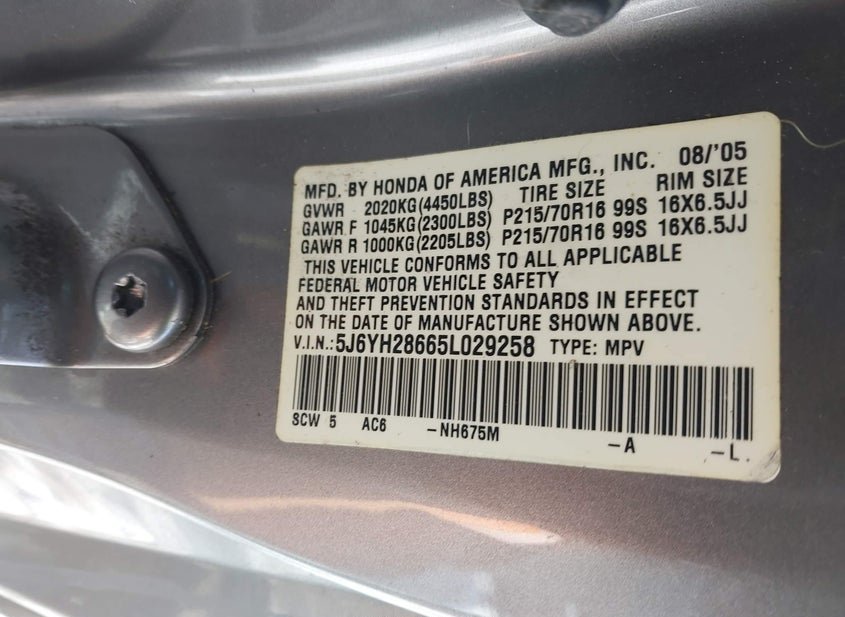 MFD. BY HONDA OF AMERICA MFG., INC. 08/'05
GVWR 2020KG(4450LBS) TIRE SIZE RIM SIZE
GAWR F 1045KG(2300LBS) P215/70R16 99S 16X6.5JJ
GAWR R 1000KG(2205LBS) P215/70R16 99S 16X6.5JJ
THIS VEHICLE CONFORMS TO ALL APPLICABLE
FEDERAL MOTOR VEHICLE SAFETY
AND THEFT PREVENTION STANDARDS IN EFFECT
ON THE DATE OF MANUFACTURE SHOWN ABOVE.
V.I.N.:5J6YH28665L029258 TYPE: MPV
SCW 5 AC6 -NH675M -A -L.